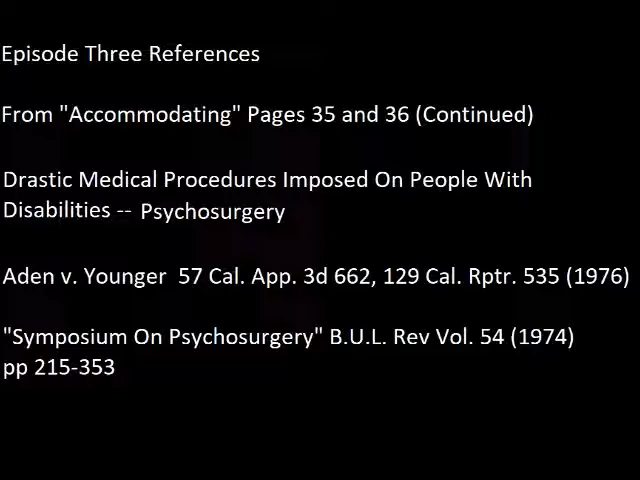 Episode Three References
From "Accommodating" Pages 35 and 36 (Continued)
Drastic Medical Procedures Imposed On People With
Disabilities -- Psychosurgery
Aden v. Younger 57 Cal. App. 3d 662, 129 Cal. Rptr. 535 (1976)
"Symposium On Psychosurgery" B.U.L. Rev Vol. 54 (1974)
pp 215-353